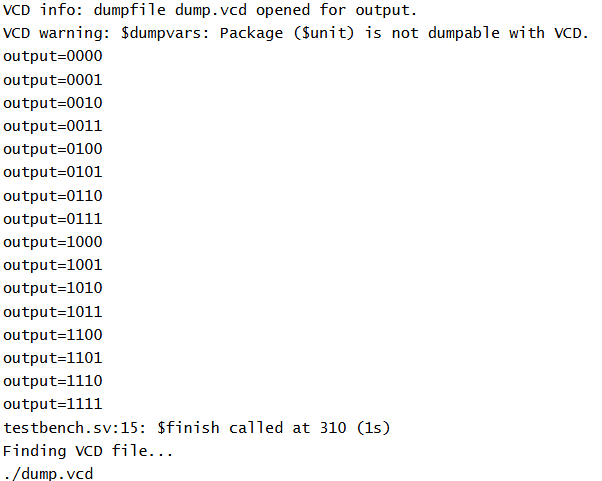 VCD info: dumpfile dump.vcd opened for output.
VCD warning: $dumpvars: Package ($unit) is not dumpable with VCD.
output=0000
output=0001
output=0010
output=0011
output=0100
output=0101
output=0110
output=0111
output=1000
output=1001
output=1010
output=1011
output=1100
output=1101
output=1110
output=1111
testbench.sv:15: $finish called at 310 (1s)
Finding VCD file...
./dump.vcd